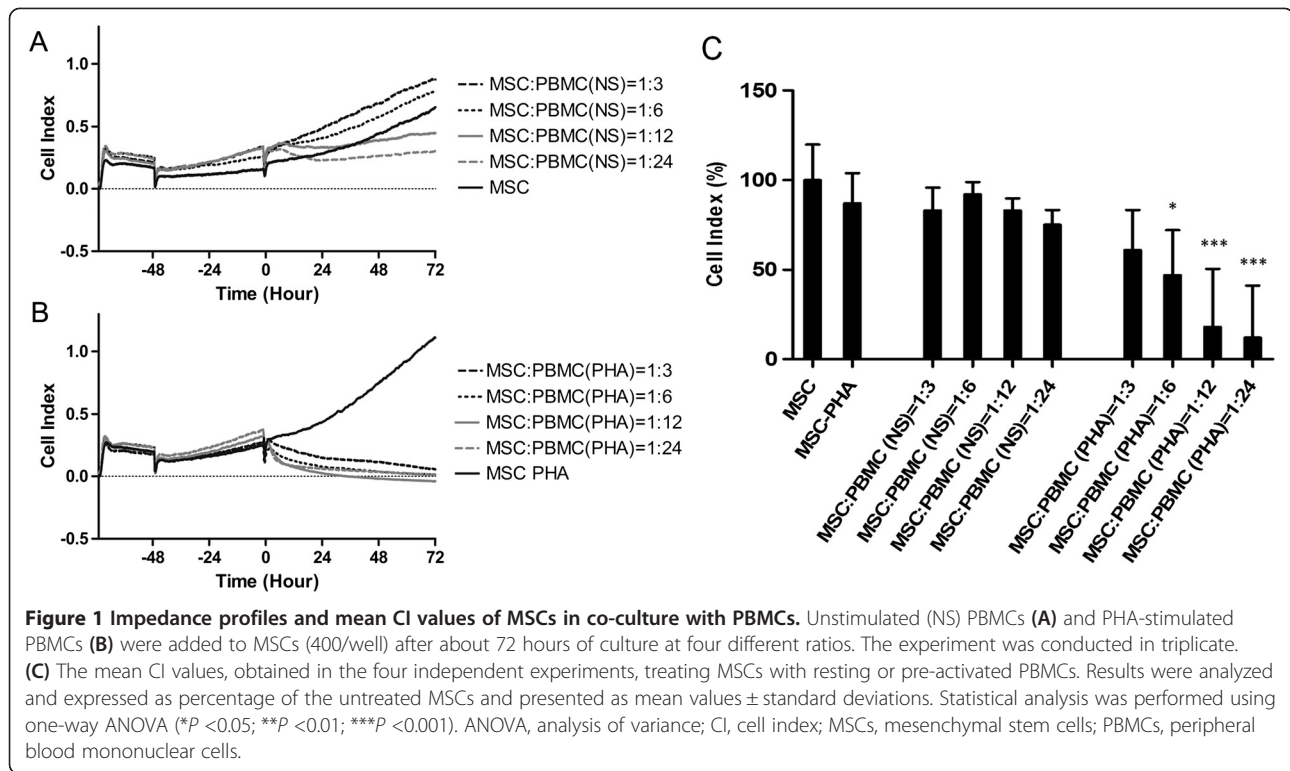 A
1.0
0.5
0.0
-0.5
Cell Index
-48
-24
0
24
48
72
Time (Hour)
MSC:PBMC(NS)=1:3
MSC:PBMC(NS)=1:6
MSC:PBMC(NS)=1:12
MSC:PBMC(NS)=1:24
MSC
B
1.0
0.5
0.0
-0.5
Cell Index
-48
-24
0
24
48
72
Time (Hour)
MSC:PBMC(PHA)=1:3
MSC:PBMC(PHA)=1:6
MSC:PBMC(PHA)=1:12
MSC:PBMC(PHA)=1:24
MSC PHA
C
150
100
50
0
Cell Index (%)
*
***
***
MSC
MSC-PHA
MSC:PBMC (NS)=1:3
MSC:PBMC (NS)=1:6
MSC:PBMC (NS)=1:12
MSC:PBMC (NS)=1:24
MSC:PBMC (PHA)=1:3
MSC:PBMC (PHA)=1:6
MSC:PBMC (PHA)=1:12
MSC:PBMC (PHA)=1:24
Figure 1 Impedance profiles and mean CI values of MSCs in co-culture with PBMCs. Unstimulated (NS) PBMCs (A) and PHA-stimulated
PBMCs (B) were added to MSCs (400/well) after about 72 hours of culture at four different ratios. The experiment was conducted in triplicate.
(C) The mean CI values, obtained in the four independent experiments, treating MSCs with resting or pre-activated PBMCs. Results were analyzed
and expressed as percentage of the untreated MSCs and presented as mean values ± standard deviations. Statistical analysis was performed using
one-way ANOVA (*P <0.05; **P <0.01; ***P <0.001). ANOVA, analysis of variance; CI, cell index; MSCs, mesenchymal stem cells; PBMCs, peripheral
blood mononuclear cells.